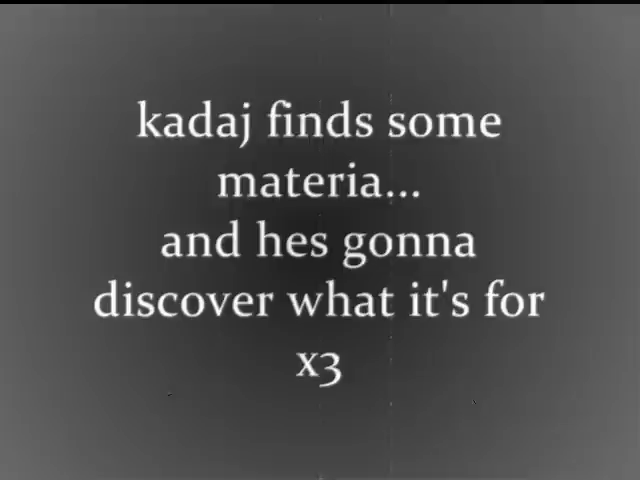 kadaj finds some
materia...
and hes gonna
discover what it's for
x3